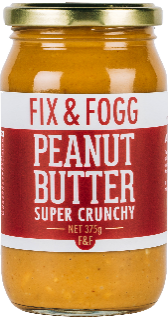 FIX & FOGG
PEANUT
BUTTER
SUPER CRUNCHY
NET 375g
F&F